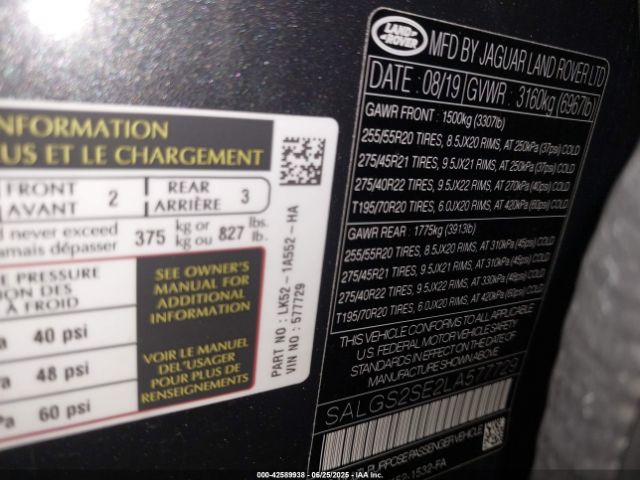 NFORMATION
US ET LE CHARGEMENT
FRONT
AVANT 2
REAR
ARRIÈRE 3
d never exceed
amais dépasser 375 kg or
kg ou 827 lbs.
lb.
E PRESSURE
ION DES
À FROID
a 40 psi
a 48 psi
Pa 60 psi
SEE OWNER'S
MANUAL FOR
ADDITIONAL
INFORMATION
VOIR LE MANUEL
DEL'USAGER
POUR PLUS DE
RENSEIGNEMENTS
PART NO : LK52 - 1A552 - HA
VIN NO : 577729
LAND
ROVER
MFD BY JAGUAR LAND ROVER LTD
DATE : 08/19 GVWR : 3160kg (6967lb)
GAWR FRONT : 1500kg (3307lb)
255/55R20 TIRES, 8.5JX20 RIMS, AT 250kPa (37psi) COLD
275/45R21 TIRES, 9.5JX21 RIMS, AT 250kPa (37psi) COLD
275/40R22 TIRES, 9.5JX22 RIMS, AT 270kPa (40psi) COLD
T195/70R20 TIRES, 6.0JX20 RIMS, AT 420kPa (60psi) COLD
GAWR REAR : 1775kg (3913lb)
255/55R20 TIRES, 8.5JX20 RIMS, AT 310kPa (45psi) COLD
275/45R21 TIRES, 9.5JX21 RIMS, AT 310kPa (45psi) COLD
275/40R22 TIRES, 9.5JX22 RIMS, AT 330kPa (48psi) COLD
T195/70R20 TIRES, 6.0JX20 RIMS, AT 420kPa (60psi) COLD
THIS VEHICLE CONFORMS TO ALL APPLICABLE
U.S. FEDERAL MOTOR VEHICLE SAFETY
STANDARDS IN EFFECT ON THE DATE OF
MANUFACTURE SHOWN ABOVE.
SALGS2SE2LA577729
PURPOSE PASSENGER VEHICLE
-1532-FA
000-42589938 - 06/25/2025 - IAA Inc.